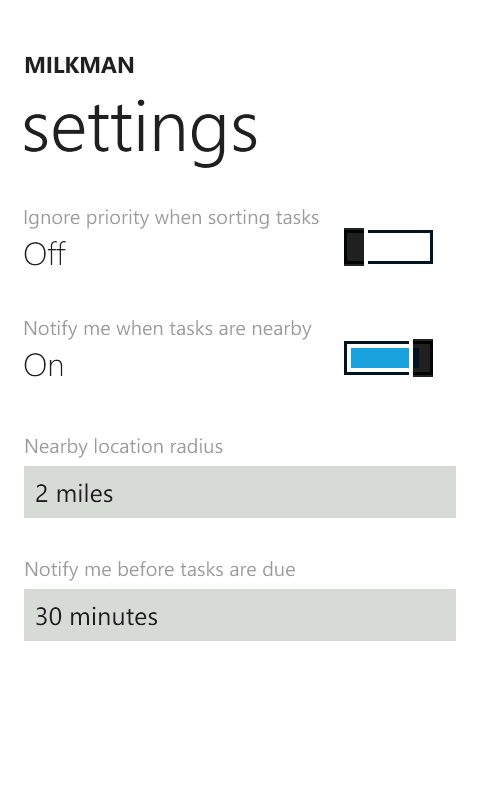 MILKMAN
settings
Ignore priority when sorting tasks
Off
Notify me when tasks are nearby
On
Nearby location radius
2 miles
Notify me before tasks are due
30 minutes